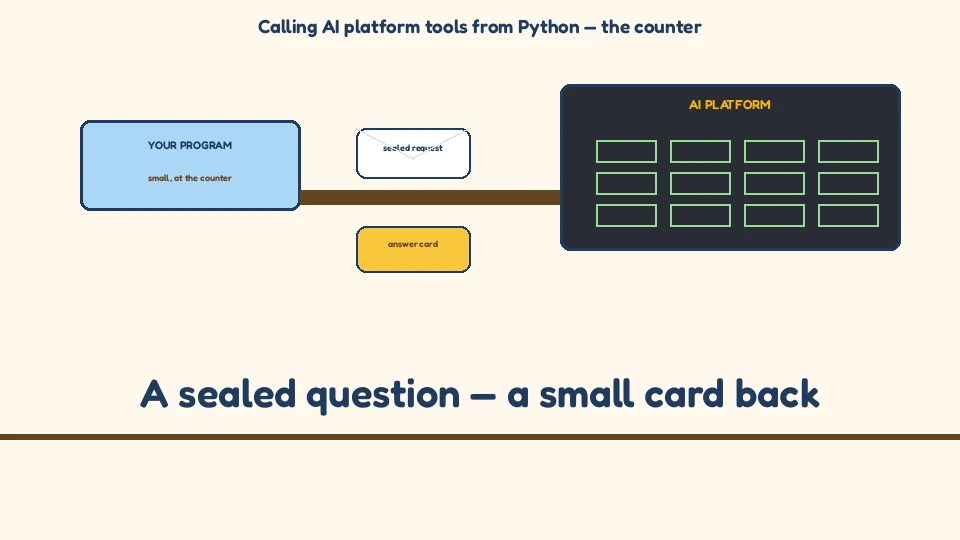 Calling AI platform tools from Python — the counter
AI PLATFORM
YOUR PROGRAM
small, at the counter
sealed request
answer card
A sealed question — a small card back